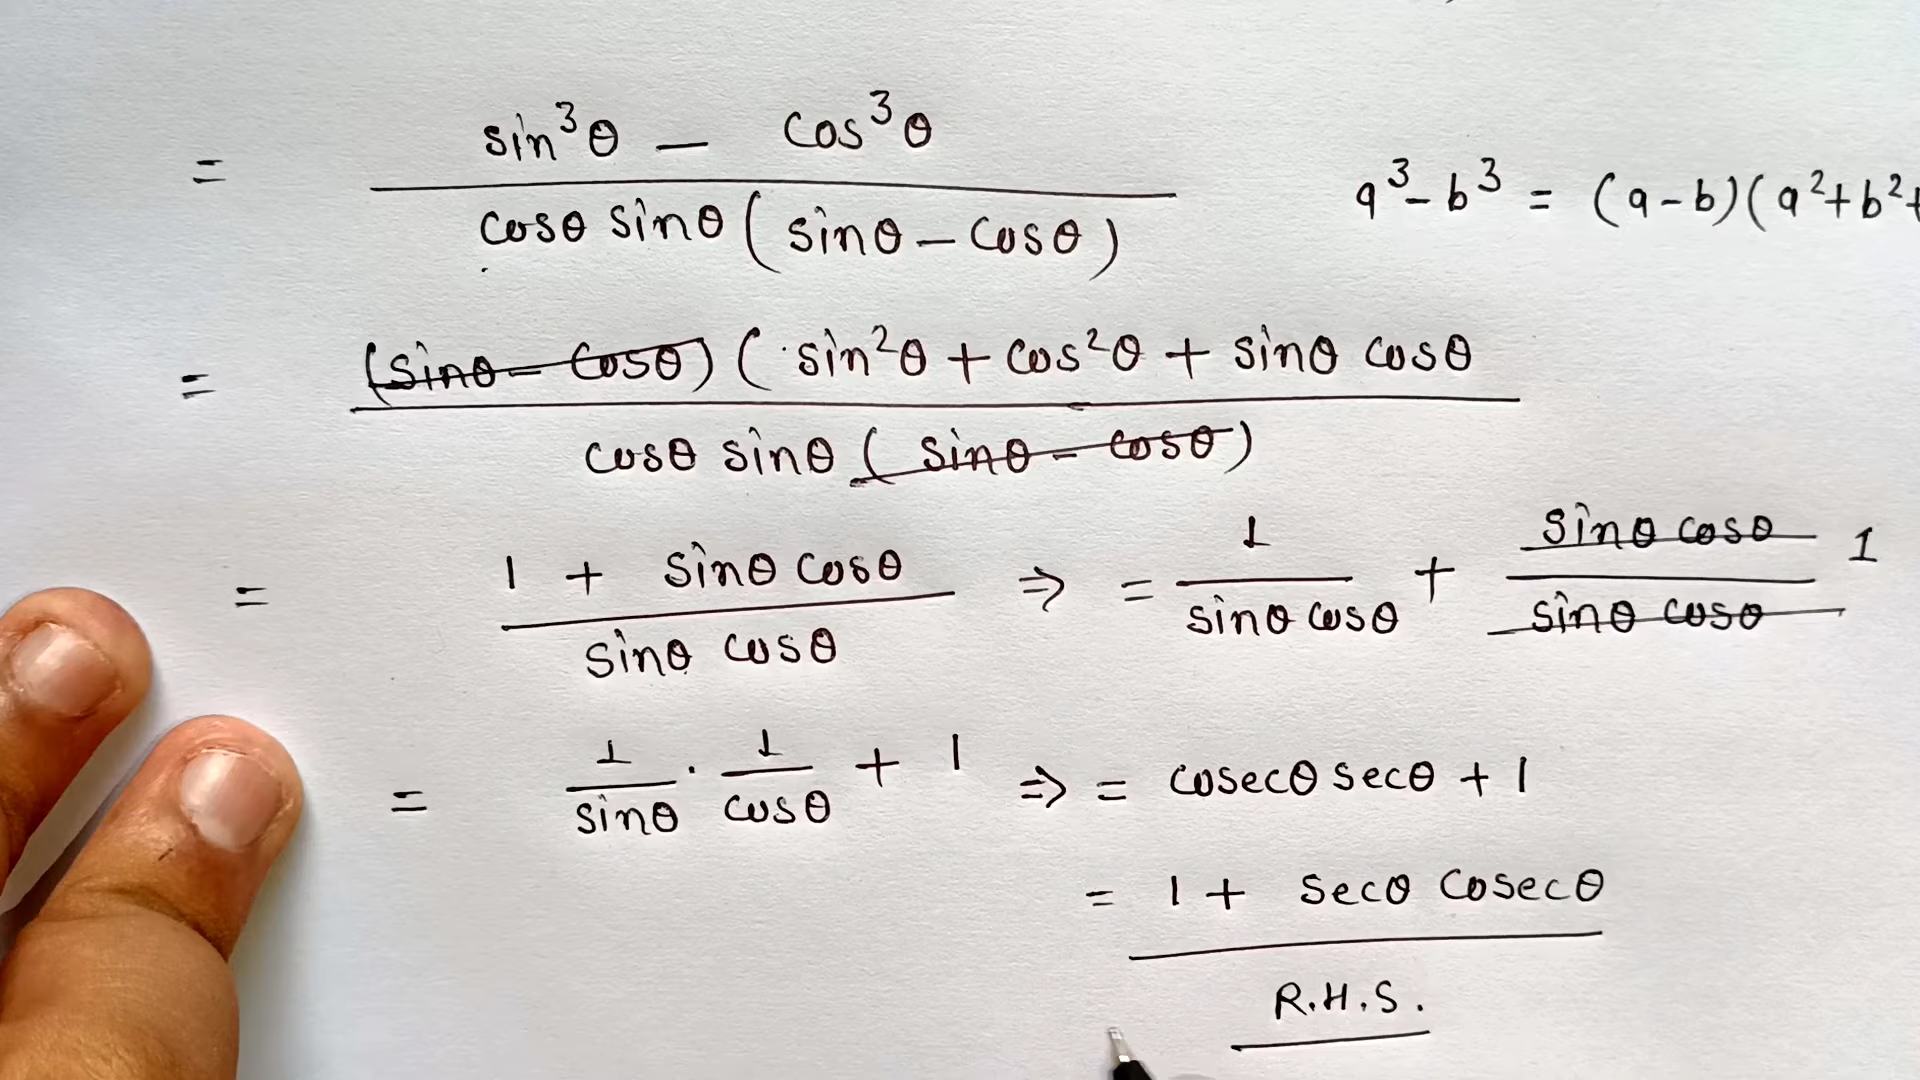 = sin³θ − cos³θ / cosθ sinθ (sinθ − cosθ)
a³ − b³ = (a − b)(a² + b² +
= (sinθ − cosθ) (sin²θ + cos²θ + sinθ cosθ / cosθ sinθ (sinθ − cosθ)
= 1 + sinθ cosθ / sinθ cosθ ⇒ = 1 / sinθ cosθ + sinθ cosθ / sinθ cosθ 1
= 1/sinθ · 1/cosθ + 1 ⇒ = cosecθ secθ + 1
= 1 + secθ cosecθ
R.H.S.